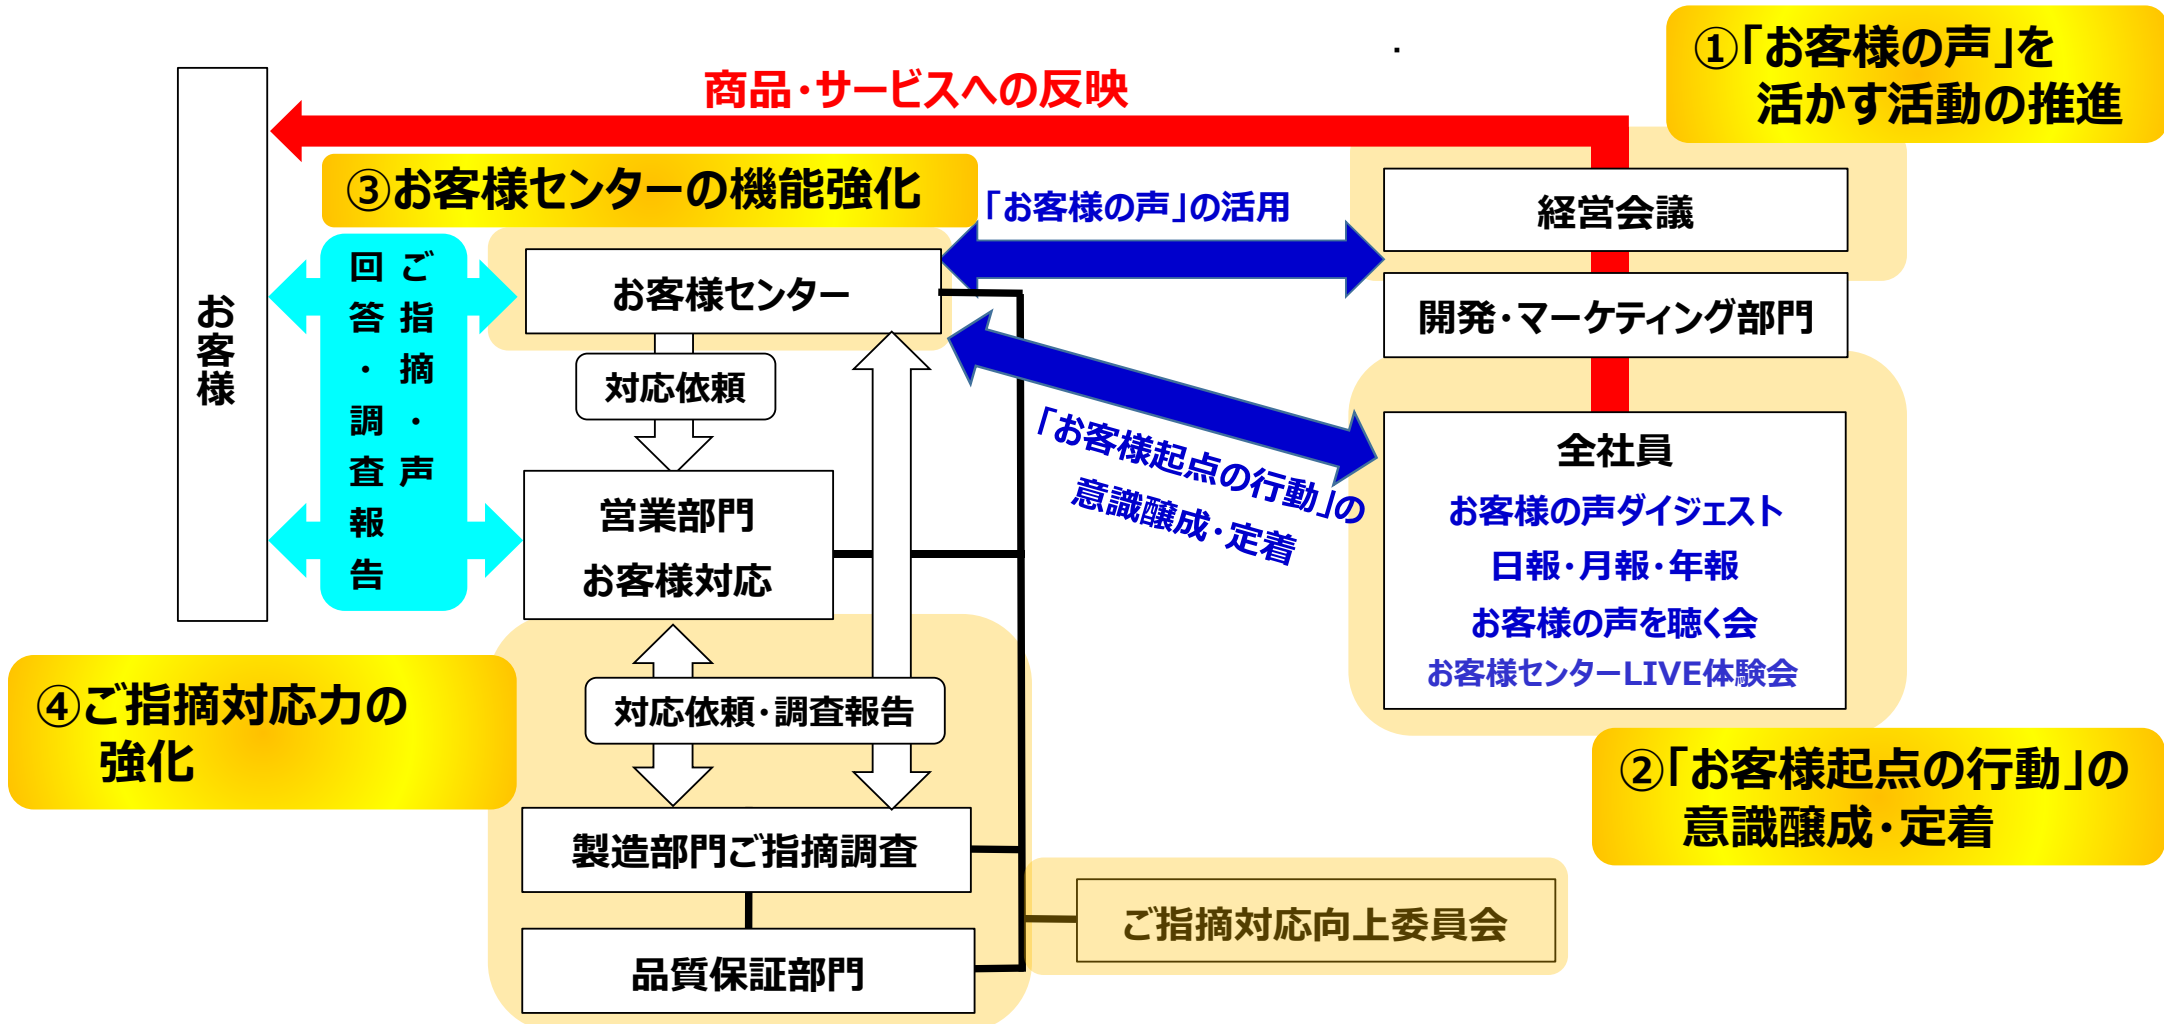 ①「お客様の声」を
活かす活動の推進
商品・サービスへの反映
③お客様センターの機能強化
「お客様の声」の活用
経営会議
お客様
ご指摘・声
回答・調査報告
お客様センター
開発・マーケティング部門
対応依頼
「お客様起点の行動」の
意識醸成・定着
全社員
お客様の声ダイジェスト
日報・月報・年報
お客様の声を聴く会
お客様センターLIVE体験会
営業部門
お客様対応
④ご指摘対応力の
強化
対応依頼・調査報告
②「お客様起点の行動」の
意識醸成・定着
製造部門ご指摘調査
ご指摘対応向上委員会
品質保証部門